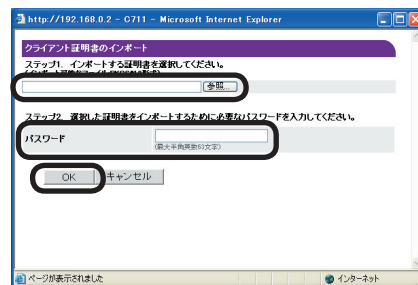 http://192.168.0.2 - C711 - Microsoft Internet Explorer
クライアント証明書のインポート
ステップ1. インポートする証明書を選択してください。
参照...
ステップ2. 選択した証明書をインポートするために必要なパスワードを入力してください。
パスワード
(最大半角英数63文字)
OK キャンセル
ページが表示されました インターネット